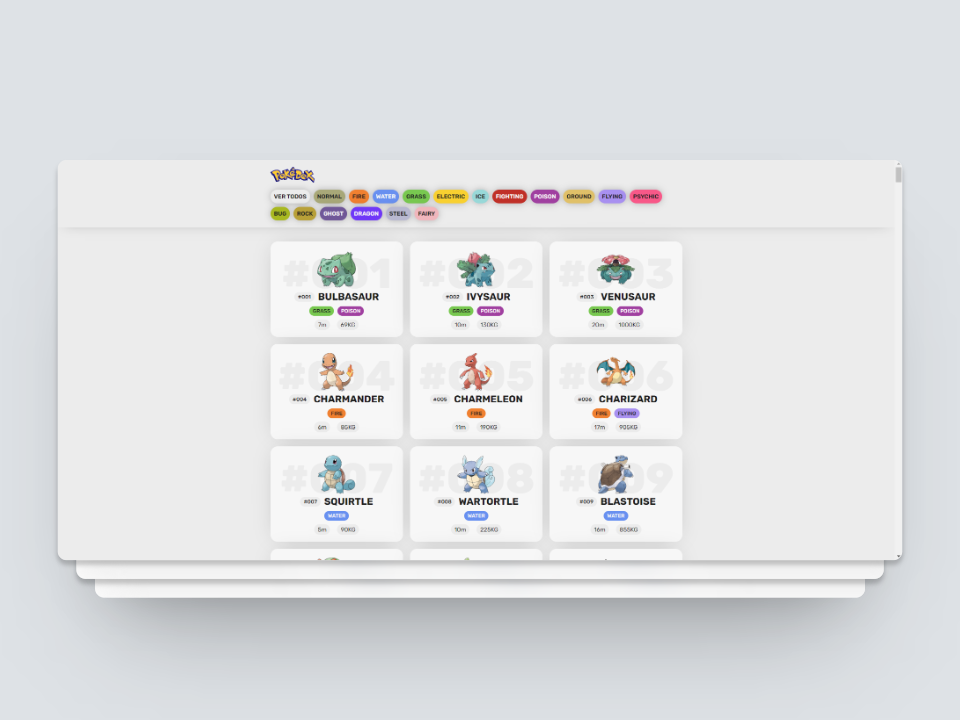 PokéDex
VER TODOS NORMAL FIRE WATER GRASS ELECTRIC ICE FIGHTING POISON GROUND FLYING PSYCHIC
BUG ROCK GHOST DRAGON STEEL FAIRY
#001 #002 #003
#001 BULBASAUR #002 IVYSAUR #003 VENUSAUR
GRASS POISON GRASS POISON GRASS POISON
7m 69KG 10m 130KG 20m 1000KG
#004 #005 #006
#004 CHARMANDER #005 CHARMELEON #006 CHARIZARD
FIRE FIRE FIRE FLYING
6m 85KG 11m 190KG 17m 905KG
#007 #008 #009
#007 SQUIRTLE #008 WARTORTLE #009 BLASTOISE
WATER WATER WATER
5m 90KG 10m 225KG 16m 855KG